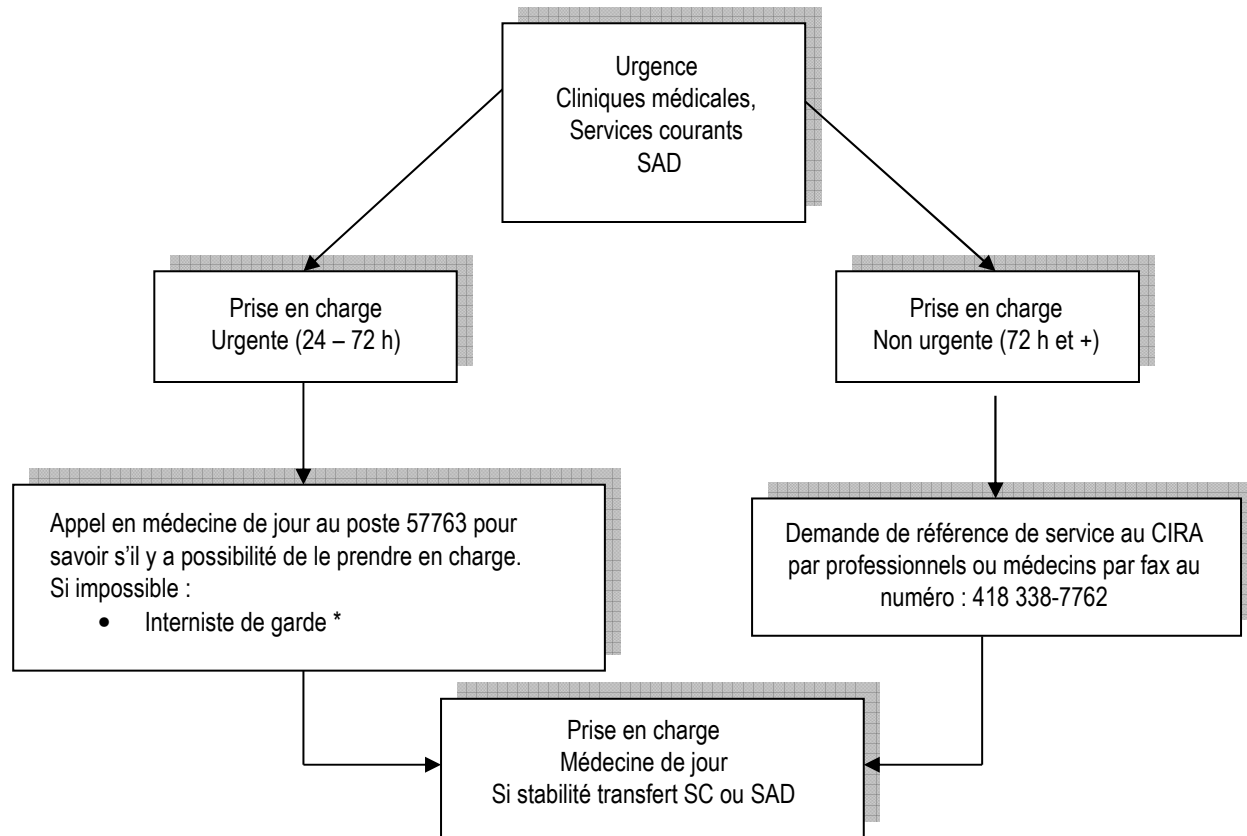 Urgence
Cliniques médicales,
Services courants
SAD
Prise en charge
Urgente (24 – 72 h)
Prise en charge
Non urgente (72 h et +)
Appel en médecine de jour au poste 57763 pour
savoir s'il y a possibilité de le prendre en charge.
Si impossible :
• Interniste de garde *
Demande de référence de service au CIRA
par professionnels ou médecins par fax au
numéro : 418 338-7762
Prise en charge
Médecine de jour
Si stabilité transfert SC ou SAD